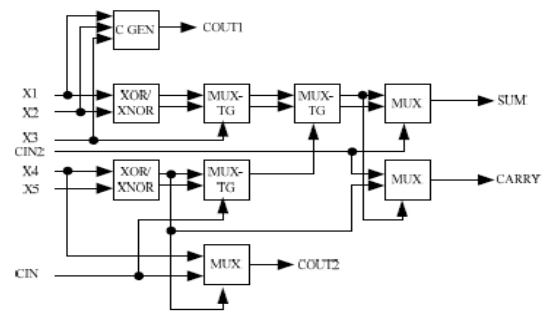 C GEN
COUT1
X1
X2
X3
CIN2
X4
X5
CIN
XOR/
XNOR
MUX-
TG
MUX-
TG
MUX
SUM
XOR/
XNOR
MUX-
TG
MUX
CARRY
MUX
COUT2